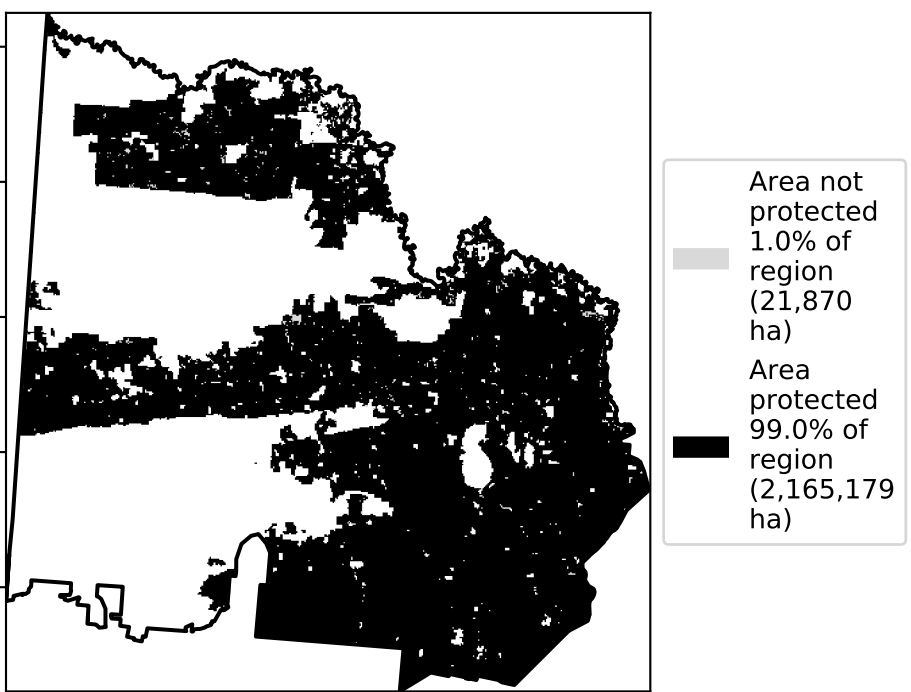 Area not
protected
1.0% of
region
(21,870
ha)
Area
protected
99.0% of
region
(2,165,179
ha)